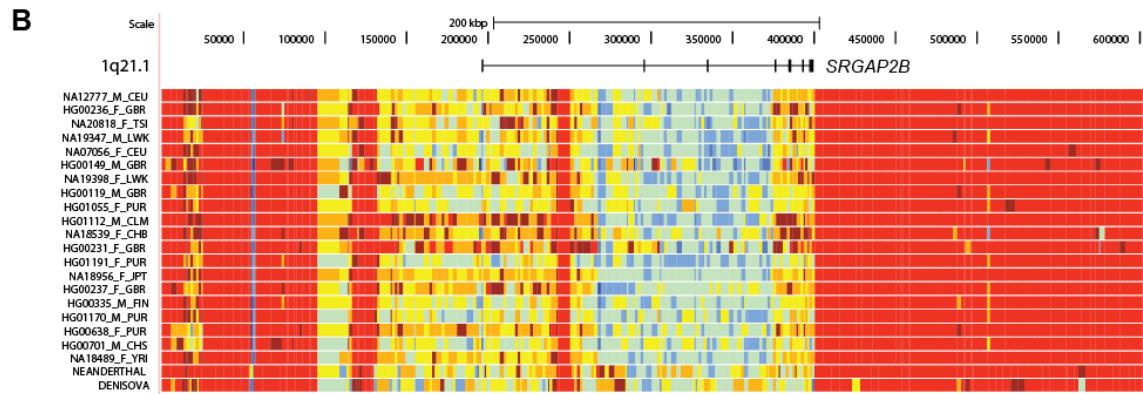 B
Scale
200 kbp
50000 100000 150000 200000 250000 300000 350000 400000 450000 500000 550000 600000
1q21.1 SRGAP2B
NA12777_M_CEU
HG00236_F_GBR
NA20818_F_TSI
NA19347_M_LWK
NA07056_F_CEU
HG00149_M_GBR
NA19398_F_LWK
HG00119_M_GBR
HG01055_F_PUR
HG01112_M_CLM
NA18539_F_CHB
HG00231_F_GBR
HG01191_F_PUR
NA18956_F_JPT
HG00237_F_GBR
HG00335_M_FIN
HG01170_M_PUR
HG00638_F_PUR
HG00701_M_CHS
NA18489_F_YRI
NEANDERTHAL
DENISOVA